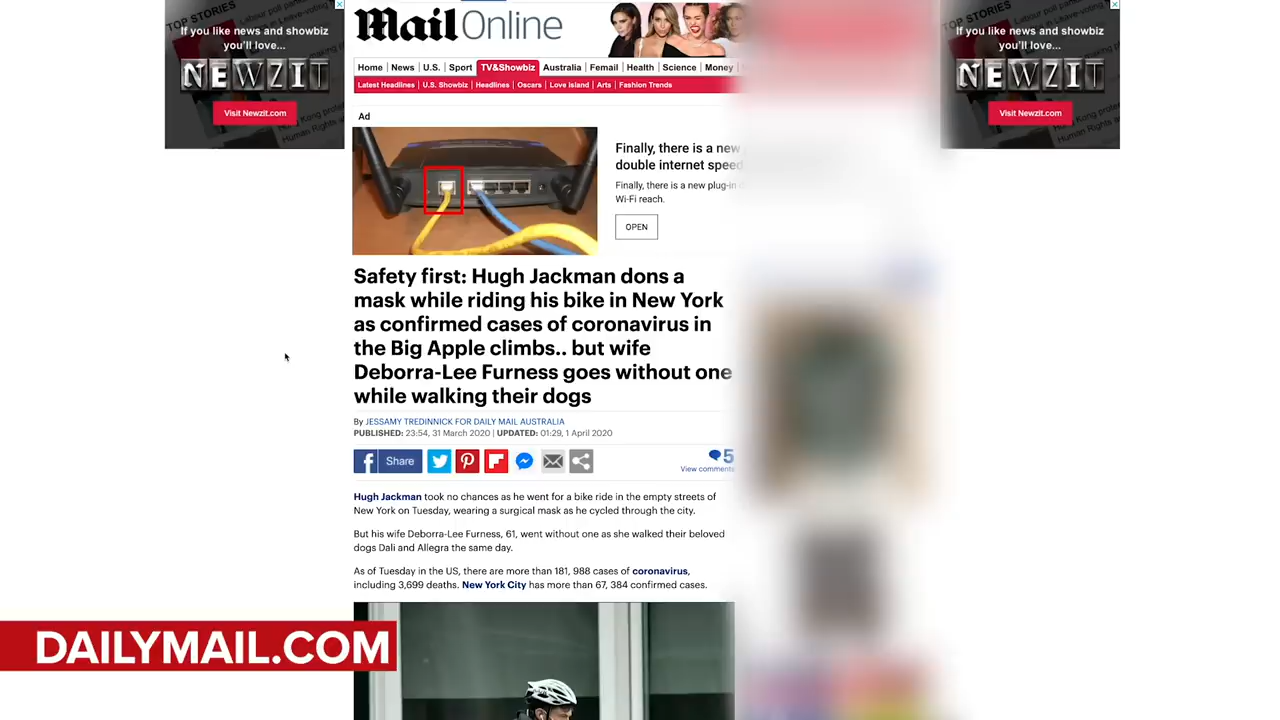 TOP STORIES
If you like news and showbiz
you'll love...
NEWZIT
Visit Newzit.com
Mail Online
Home News U.S. Sport TV&Showbiz Australia Femail Health Science Money
Latest Headlines U.S. Showbiz Headlines Oscars Love Island Arts Fashion Trends
TOP STORIES
If you like news and showbiz
you'll love...
NEWZIT
Visit Newzit.com
Ad
Finally, there is a new
double internet speed
Finally, there is a new plug-in
Wi-Fi reach.
OPEN
Safety first: Hugh Jackman dons a
mask while riding his bike in New York
as confirmed cases of coronavirus in
the Big Apple climbs.. but wife
Deborra-Lee Furness goes without one
while walking their dogs
By JESSAMY TREDINNICK FOR DAILY MAIL AUSTRALIA
PUBLISHED: 23:54, 31 March 2020 | UPDATED: 01:29, 1 April 2020
f Share
5
View comments
Hugh Jackman took no chances as he went for a bike ride in the empty streets of
New York on Tuesday, wearing a surgical mask as he cycled through the city.
But his wife Deborra-Lee Furness, 61, went without one as she walked their beloved
dogs Dali and Allegra the same day.
As of Tuesday in the US, there are more than 181, 988 cases of coronavirus,
including 3,699 deaths. New York City has more than 67, 384 confirmed cases.
DAILYMAIL.COM